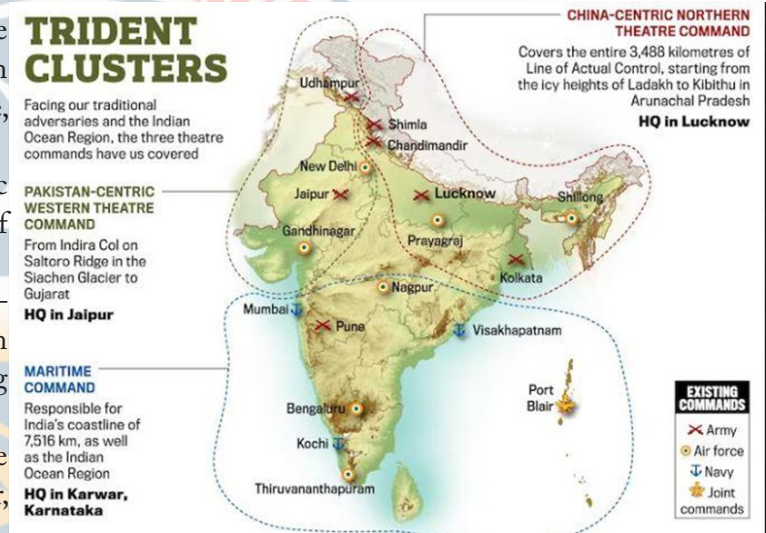 TRIDENT
CLUSTERS
Facing our traditional
adversaries and the Indian
Ocean Region, the three theatre
commands have us covered
PAKISTAN-CENTRIC
WESTERN THEATRE
COMMAND
From Indira Col on
Saltoro Ridge in the
Siachen Glacier to
Gujarat
HQ in Jaipur
MARITIME
COMMAND
Responsible for
India's coastline of
7,516 km, as well
as the Indian
Ocean Region
HQ in Karwar,
Karnataka
CHINA-CENTRIC NORTHERN
THEATRE COMMAND
Covers the entire 3,488 kilometres of
Line of Actual Control, starting from
the icy heights of Ladakh to Kibithu in
Arunachal Pradesh
HQ in Lucknow
Udhampur
Shimla
Chandimandir
New Delhi
Jaipur
Lucknow
Shillong
Gandhinagar
Prayagraj
Kolkata
Nagpur
Mumbai
Pune
Visakhapatnam
Port
Blair
Bengaluru
Kochi
Thiruvananthapuram
EXISTING
COMMANDS
Army
Air force
Navy
Joint
commands